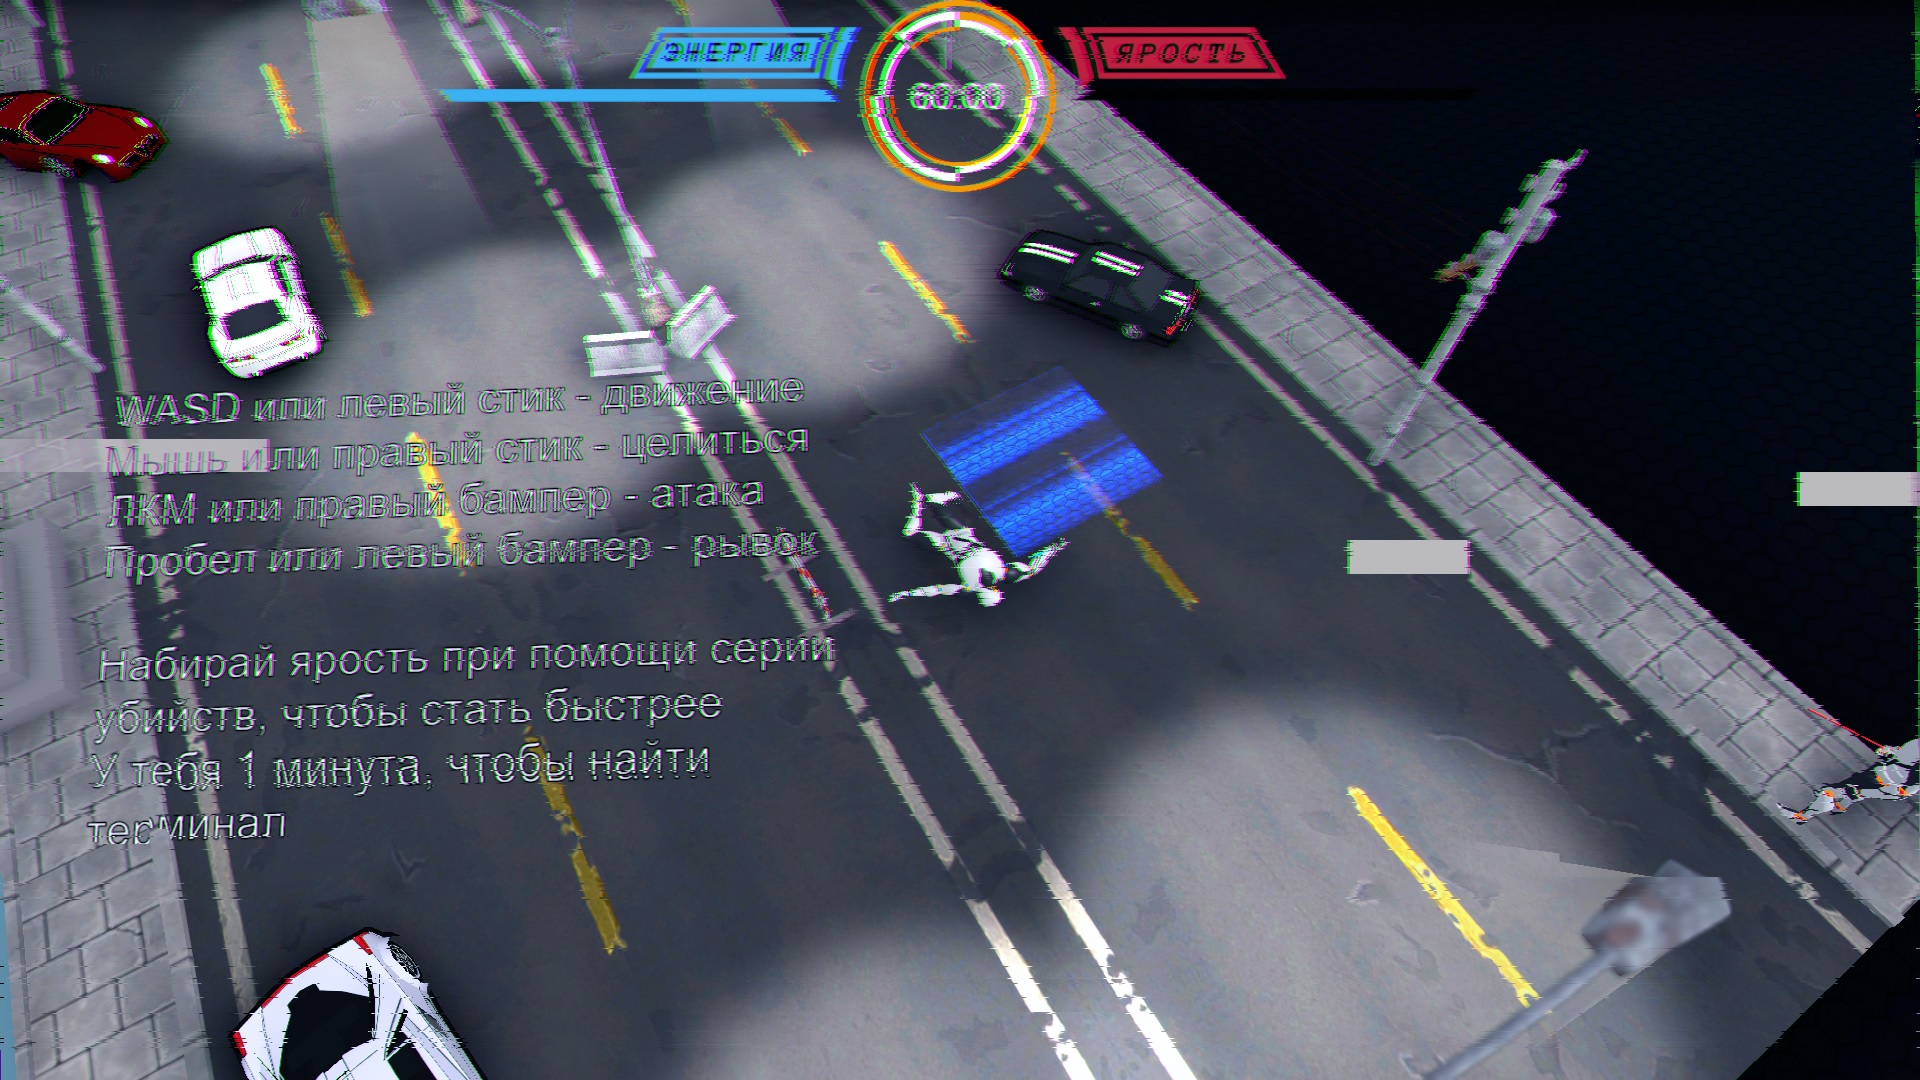 ЭНЕРГИЯ
60:00
ЯРОСТЬ
WASD или левый стик - движение
Мышь или правый стик - целиться
ЛКМ или правый бампер - атака
Пробел или левый бампер - рывок
Набирай ярость при помощи серии
убийств, чтобы стать быстрее
У тебя 1 минута, чтобы найти
терминал